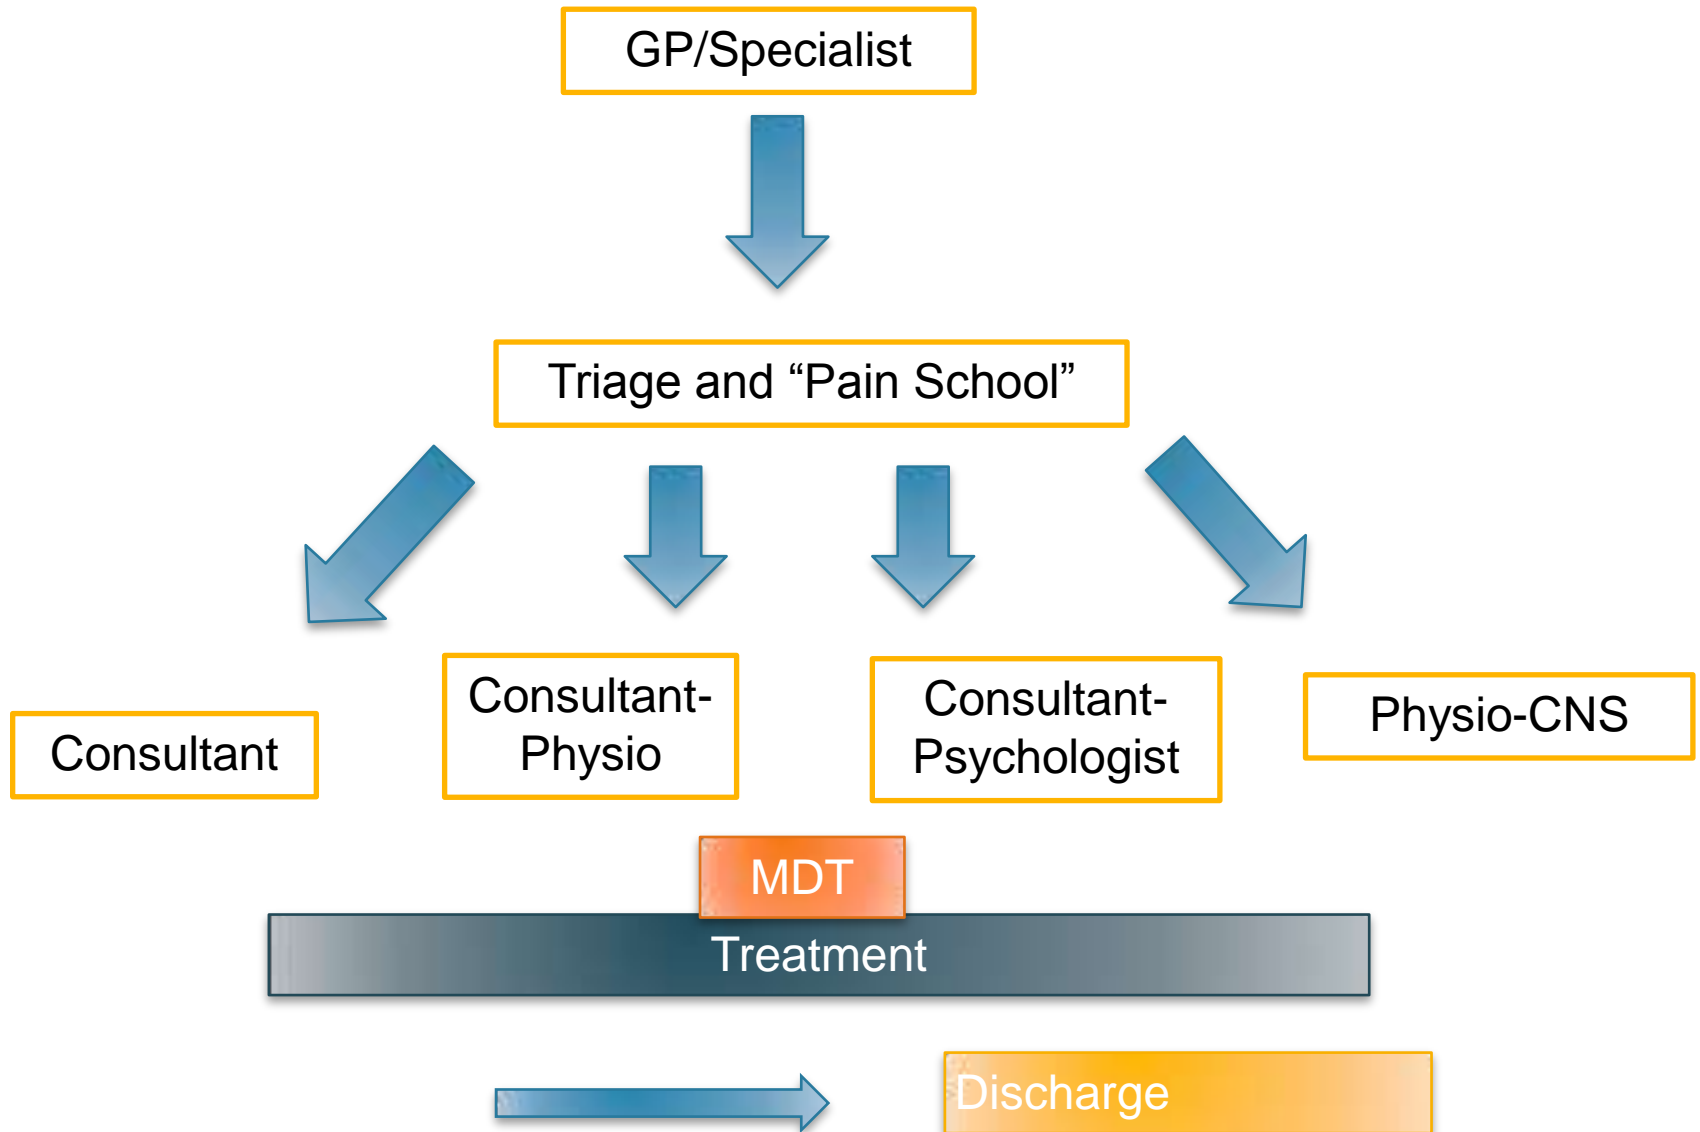 GP/Specialist
Triage and “Pain School”
Consultant
Consultant-
Physio
Consultant-
Psychologist
Physio-CNS
MDT
Treatment
Discharge